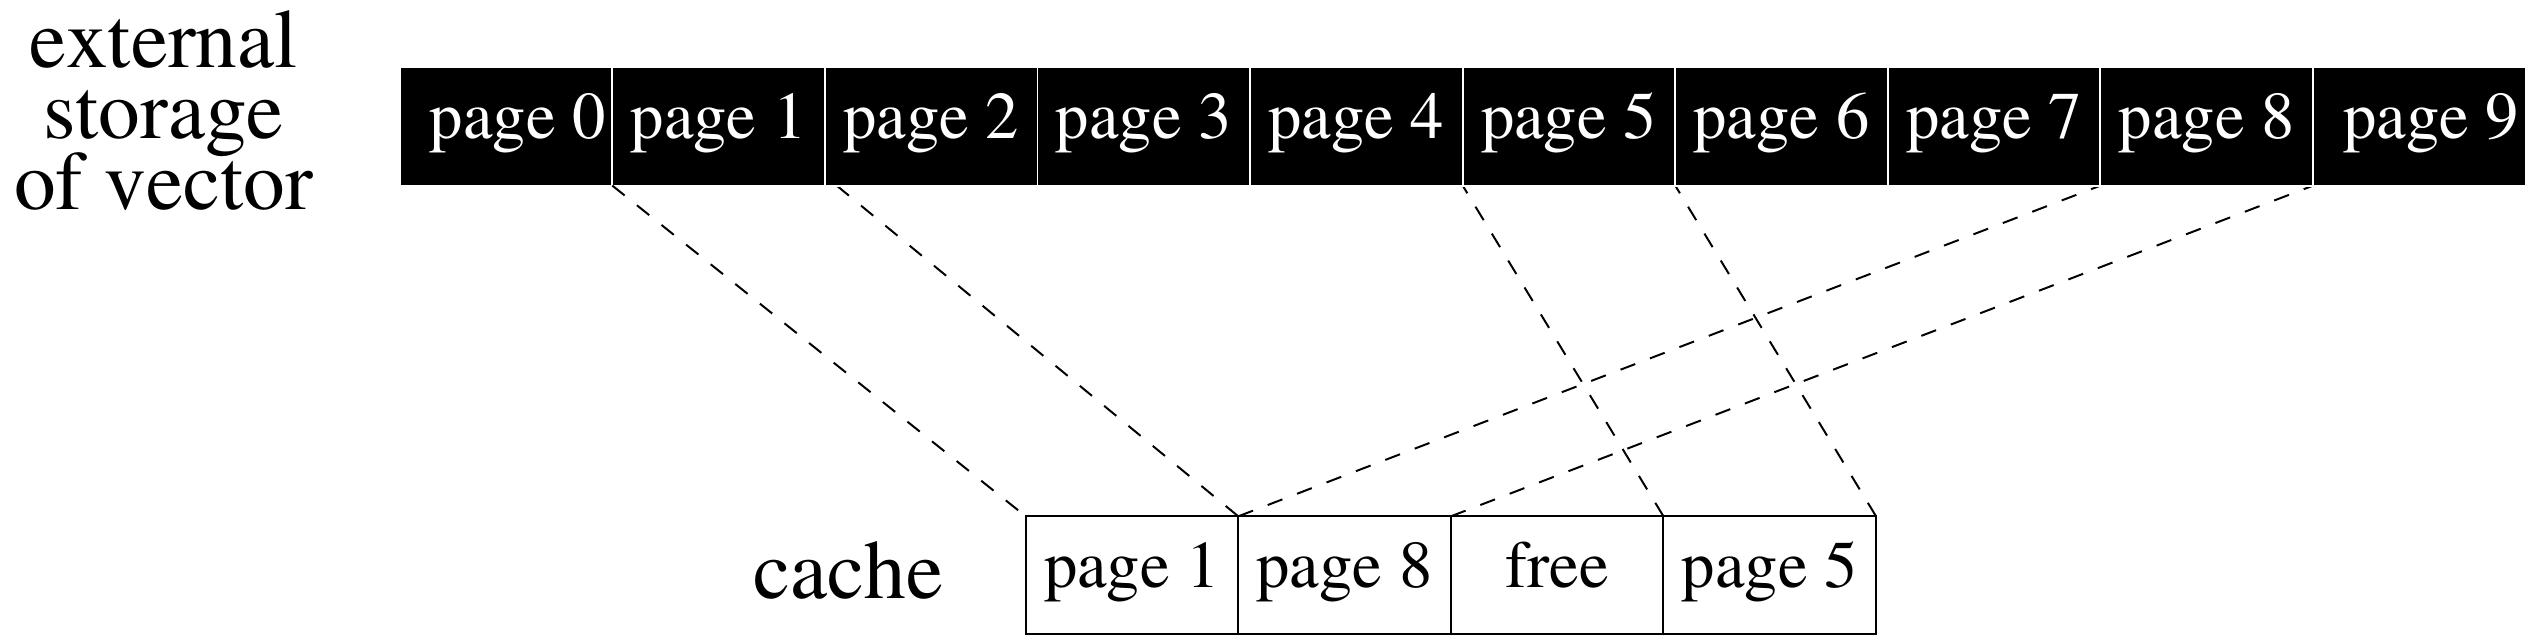 external
storage
of vector
page 0 page 1 page 2 page 3 page 4 page 5 page 6 page 7 page 8 page 9
cache
page 1 page 8 free page 5